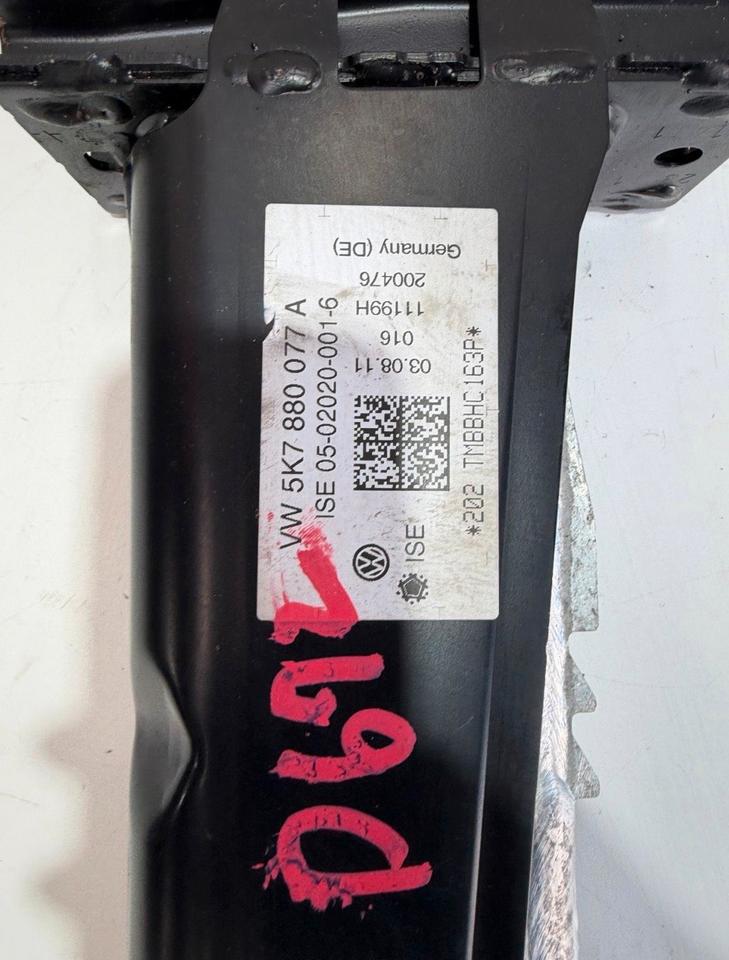 VW 5K7 880 077 A
ISE 05-02020-001-6
03.08.11
016
11199H
200476
Germany (DE)
ISE
*202 TMBBHC163P*